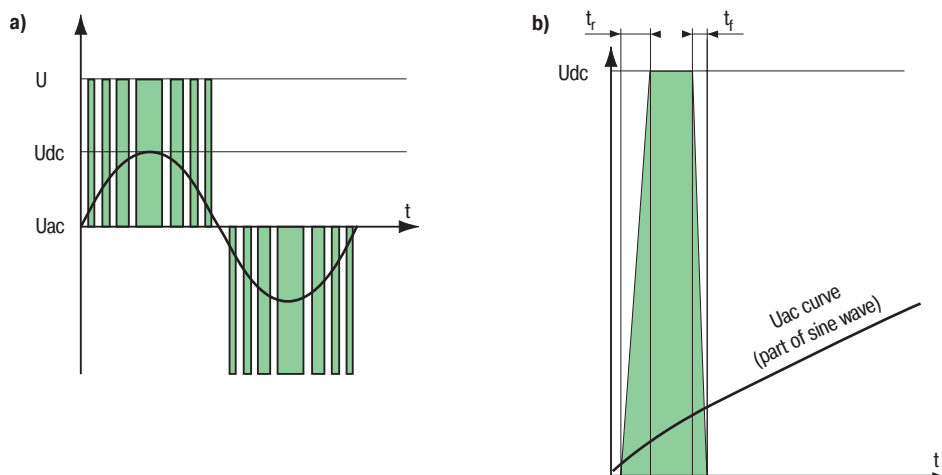 a)
U
Udc
Uac
t
b)
tr
tf
Udc
Uac curve
(part of sine wave)
t